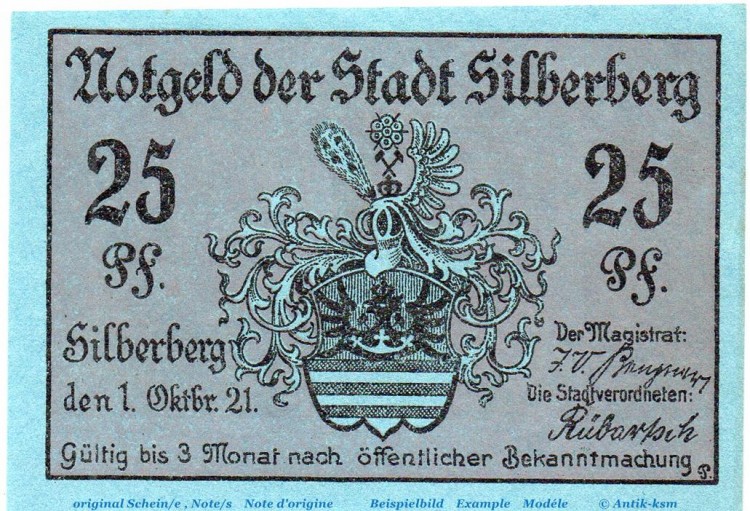 Notgeld der Stadt Silberberg
25 Pf.
25 Pf.
Silberberg
den 1. Oktbr. 21.
Der Magistrat:
J. V.
Die Stadtverordneten:
Rübartsch
Gültig bis 3 Monat nach öffentlicher Bekanntmachung
P.
original Schein/e , Note/s Note d'origine Beispielbild Example Modéle © Antik-ksm